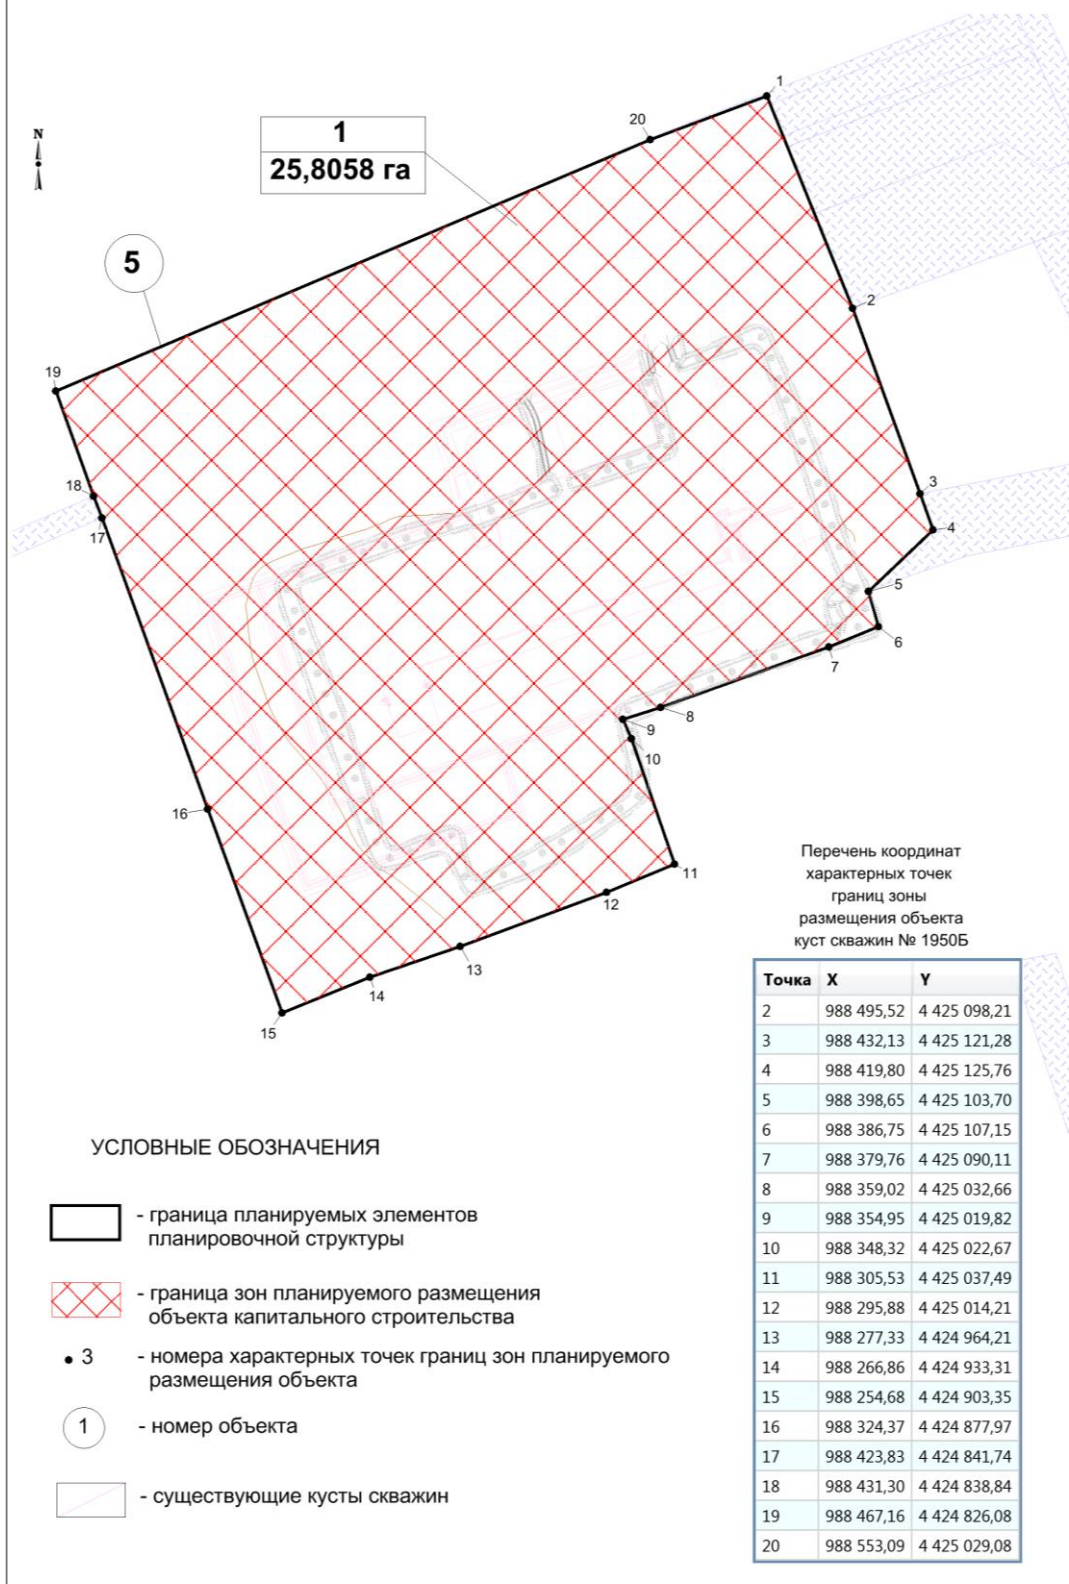 1
20
N
1
25,8058 га
5
2
19
3
18
4
17
5
6
7
8
9
10
16
11
12
13
14
15
Перечень координат
характерных точек
границ зоны
размещения объекта
куст скважин № 1950Б
Точка X Y
2 988 495,52 4 425 098,21
3 988 432,13 4 425 121,28
4 988 419,80 4 425 125,76
5 988 398,65 4 425 103,70
6 988 386,75 4 425 107,15
7 988 379,76 4 425 090,11
8 988 359,02 4 425 032,66
9 988 354,95 4 425 019,82
10 988 348,32 4 425 022,67
11 988 305,53 4 425 037,49
12 988 295,88 4 425 014,21
13 988 277,33 4 424 964,21
14 988 266,86 4 424 933,31
15 988 254,68 4 424 903,35
16 988 324,37 4 424 877,97
17 988 423,83 4 424 841,74
18 988 431,30 4 424 838,84
19 988 467,16 4 424 826,08
20 988 553,09 4 425 029,08
УСЛОВНЫЕ ОБОЗНАЧЕНИЯ
- граница планируемых элементов
планировочной структуры
- граница зон планируемого размещения
объекта капитального строительства
3 - номера характерных точек границ зон планируемого
размещения объекта
1 - номер объекта
- существующие кусты скважин